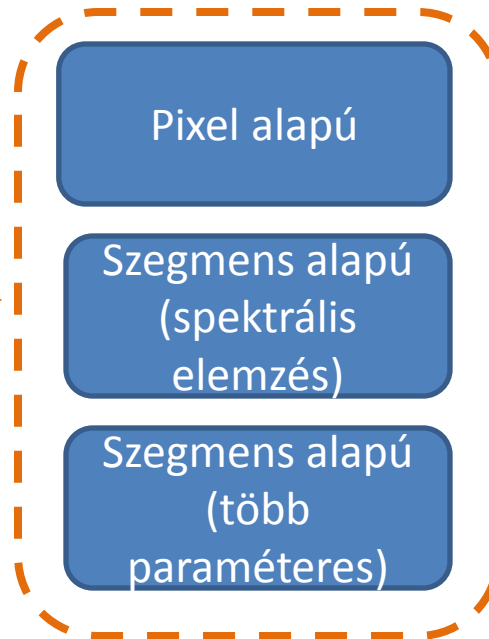 Pixel alapú
Szegmens alapú
(spektrális
elemzés)
Szegmens alapú
(több
paraméteres)